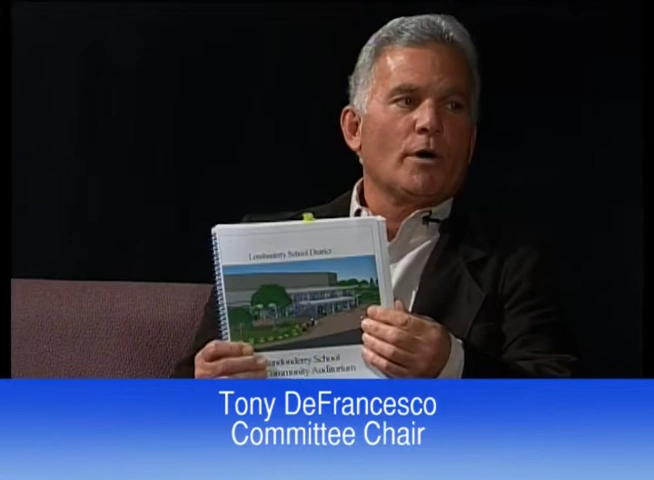 Londonderry School District
Londonderry School
Community Auditorium
Tony DeFrancesco
Committee Chair